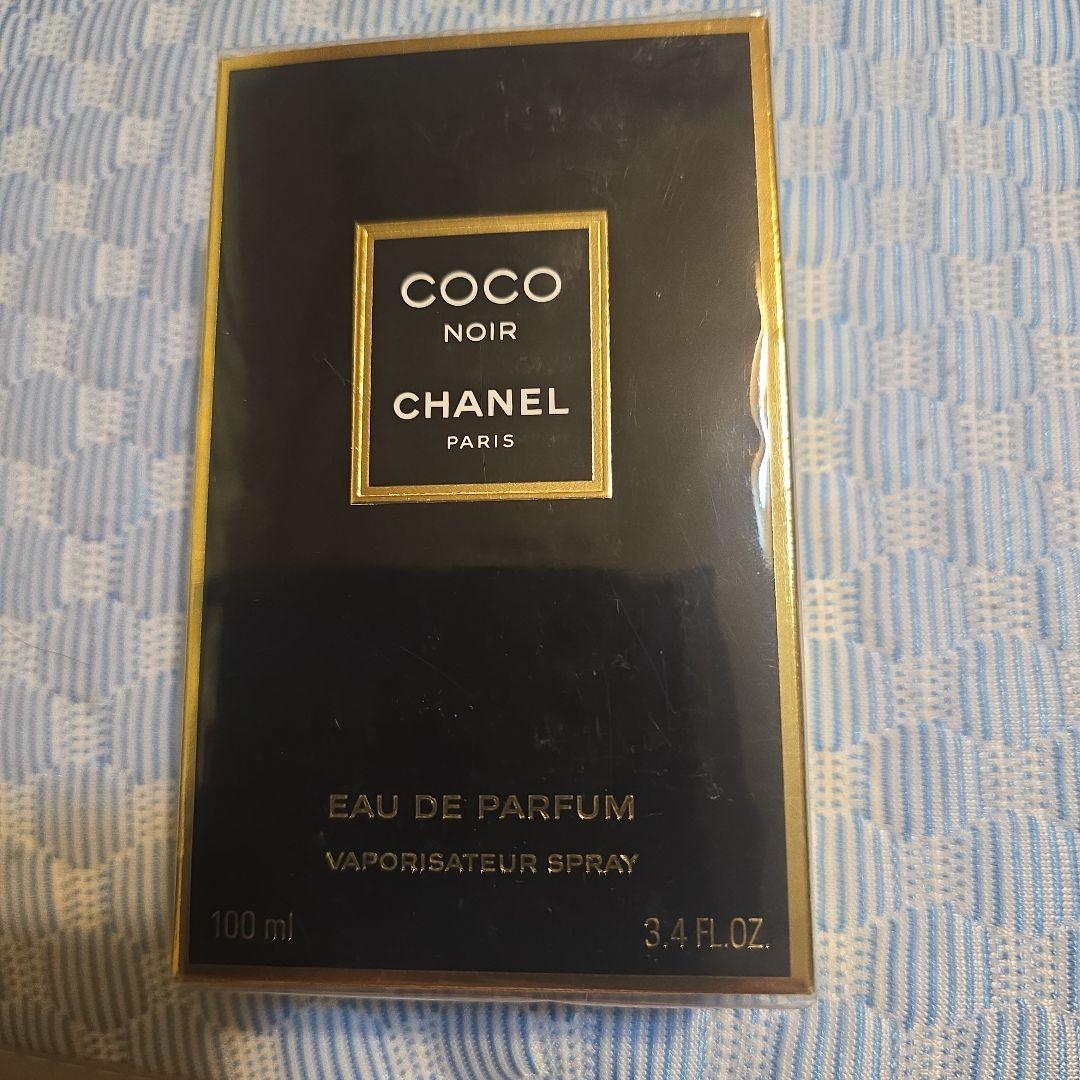 COCO
NOIR
CHANEL
PARIS
EAU DE PARFUM
VAPORISATEUR SPRAY
100 ml
3.4 FL.OZ.